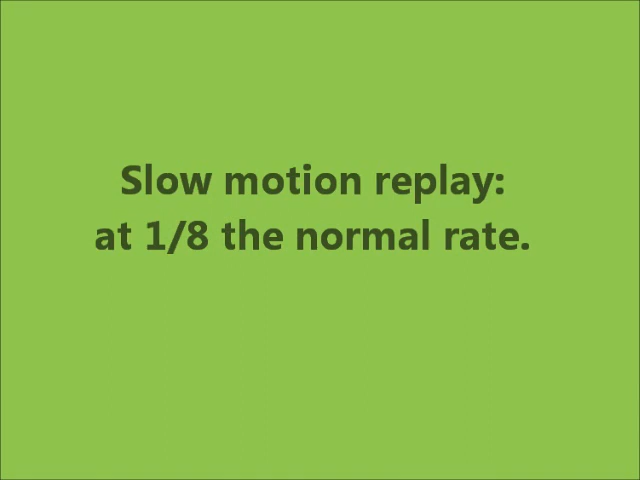 Slow motion replay:
at 1/8 the normal rate.